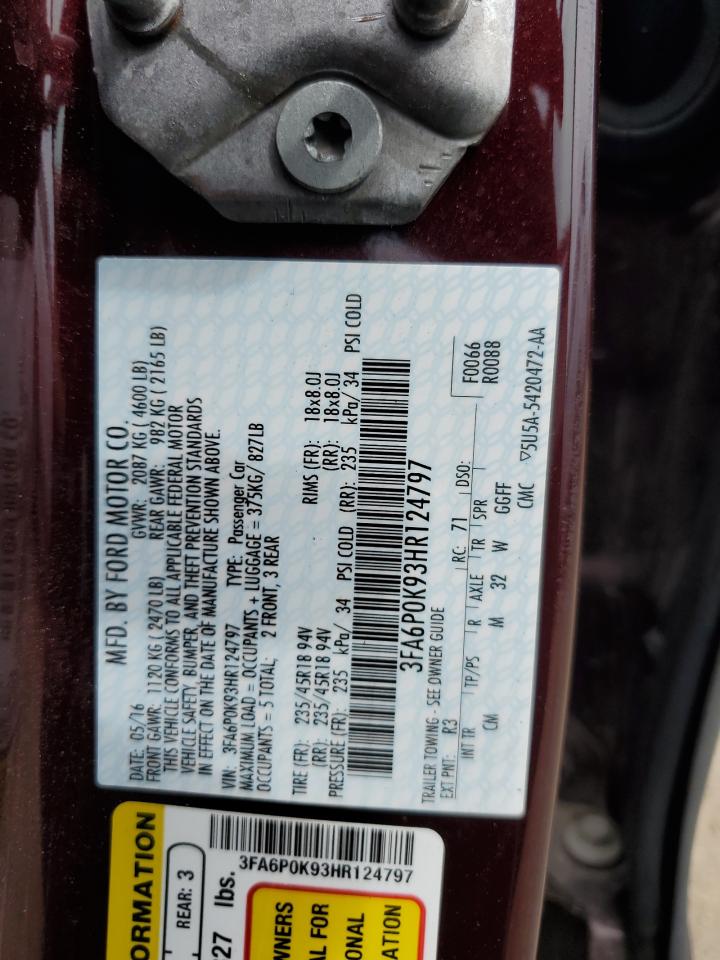 MFD. BY FORD MOTOR CO.
DATE: 05/16 GVWR: 2087 KG ( 4600 LB)
FRONT GAWR: 1120 KG ( 2470 LB) REAR GAWR: 982 KG ( 2165 LB)
THIS VEHICLE CONFORMS TO ALL APPLICABLE FEDERAL MOTOR
VEHICLE SAFETY, BUMPER, AND THEFT PREVENTION STANDARDS
IN EFFECT ON THE DATE OF MANUFACTURE SHOWN ABOVE.
VIN: 3FA6P0K93HR124797 TYPE: Passenger Car
MAXIMUM LOAD = OCCUPANTS + LUGGAGE = 375KG/ 827LB
OCCUPANTS = 5 TOTAL: 2 FRONT, 3 REAR
TIRE (FR): 235/45R18 94V RIMS (FR): 18x8.0J
(RR): 235/45R18 94V (RR): 18x8.0J
PRESSURE (FR): 235 kPa/ 34 PSI COLD (RR): 235 kPa/ 34 PSI COLD
3FA6P0K93HR124797
TRAILER TOWING - SEE OWNER GUIDE
F0066
EXT PNT: R3 RC: 71 DSO: R0088
INT TR TP/PS R AXLE TR SPR
CM M 32 W GGFF
CMC ▽5U5A-5420472-AA
ORMATION
REAR: 3
27 lbs.
3FA6P0K93HR124797
WNERS
AL FOR
ONAL
ATION